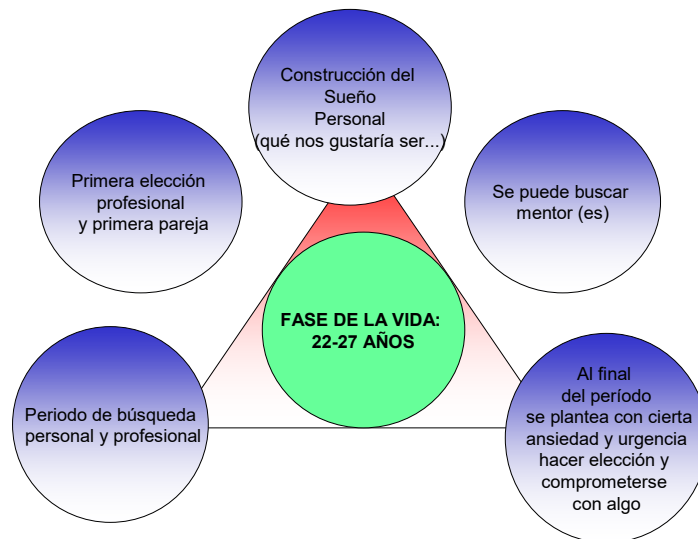 Construcción del
Sueño
Personal
(qué nos gustaría ser...)
Primera elección
profesional
y primera pareja
Se puede buscar
mentor (es)
FASE DE LA VIDA:
22-27 AÑOS
Periodo de búsqueda
personal y profesional
Al final
del período
se plantea con cierta
ansiedad y urgencia
hacer elección y
comprometerse
con algo